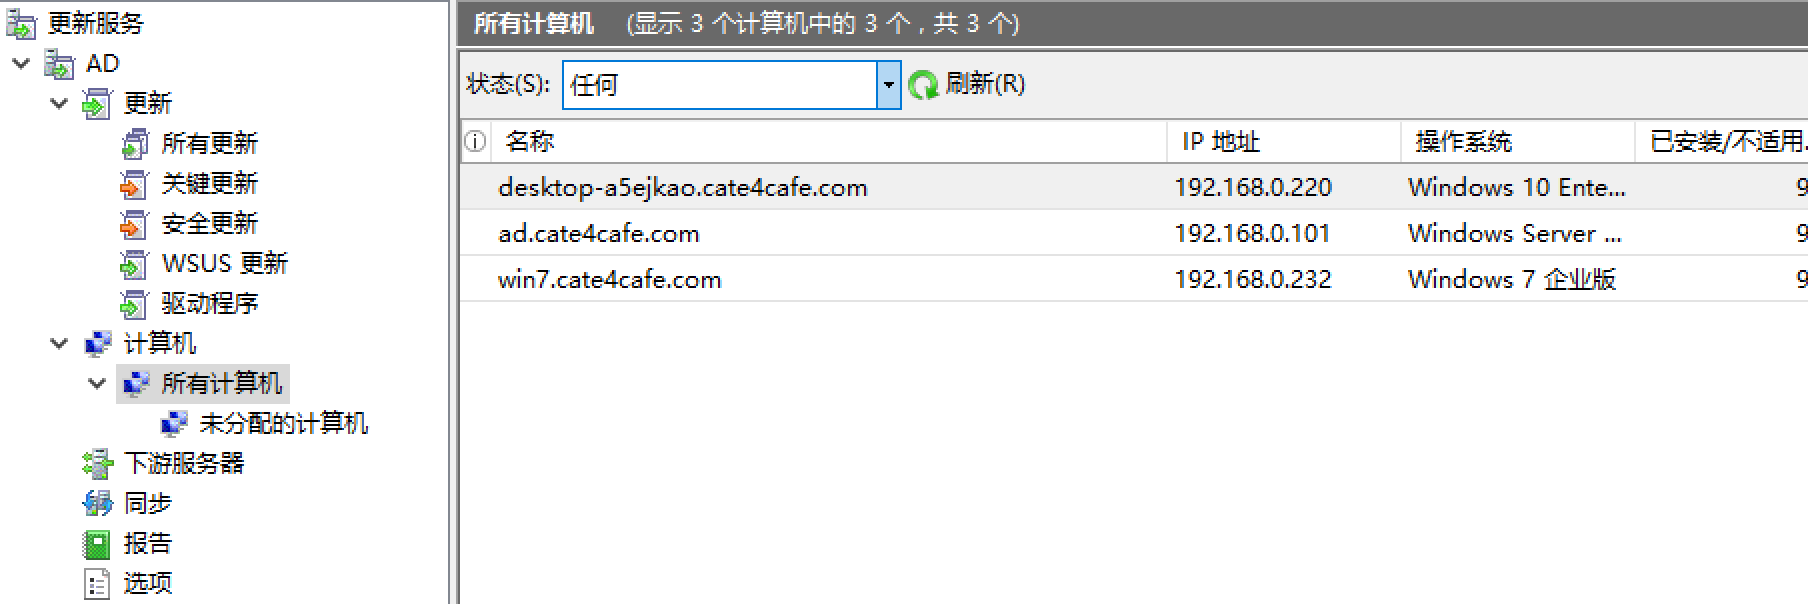 更新服务
AD
更新
所有更新
关键更新
安全更新
WSUS 更新
驱动程序
计算机
所有计算机
未分配的计算机
下游服务器
同步
报告
选项
所有计算机 (显示 3 个计算机中的 3 个，共 3 个)
状态(S): 任何 刷新(R)
名称 IP 地址 操作系统 已安装/不适用...
desktop-a5ejkao.cate4cafe.com 192.168.0.220 Windows 10 Ente... 9
ad.cate4cafe.com 192.168.0.101 Windows Server ... 9
win7.cate4cafe.com 192.168.0.232 Windows 7 企业版 9